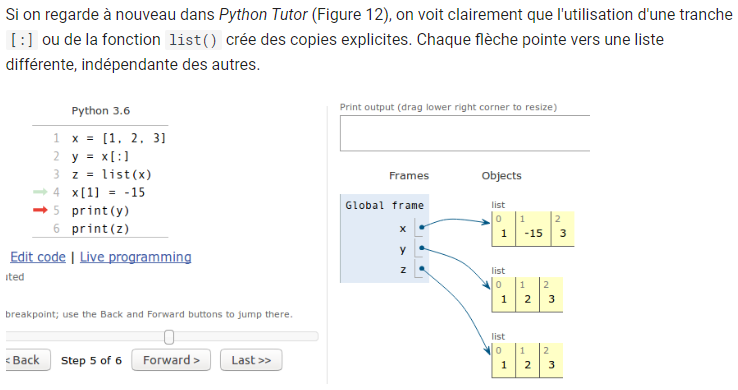 Si on regarde à nouveau dans Python Tutor (Figure 12), on voit clairement que l'utilisation d'une tranche
[:] ou de la fonction list() crée des copies explicites. Chaque flèche pointe vers une liste
différente, indépendante des autres.
Python 3.6
1 x = [1, 2, 3]
2 y = x[:]
3 z = list(x)
4 x[1] = -15
5 print(y)
6 print(z)
Edit code | Live programming
breakpoint; use the Back and Forward buttons to jump there.
< Back Step 5 of 6 Forward > Last >>
Print output (drag lower right corner to resize)
Frames Objects
Global frame
x
y
z
list
0 1 2
1 -15 3
list
0 1 2
1 2 3
list
0 1 2
1 2 3